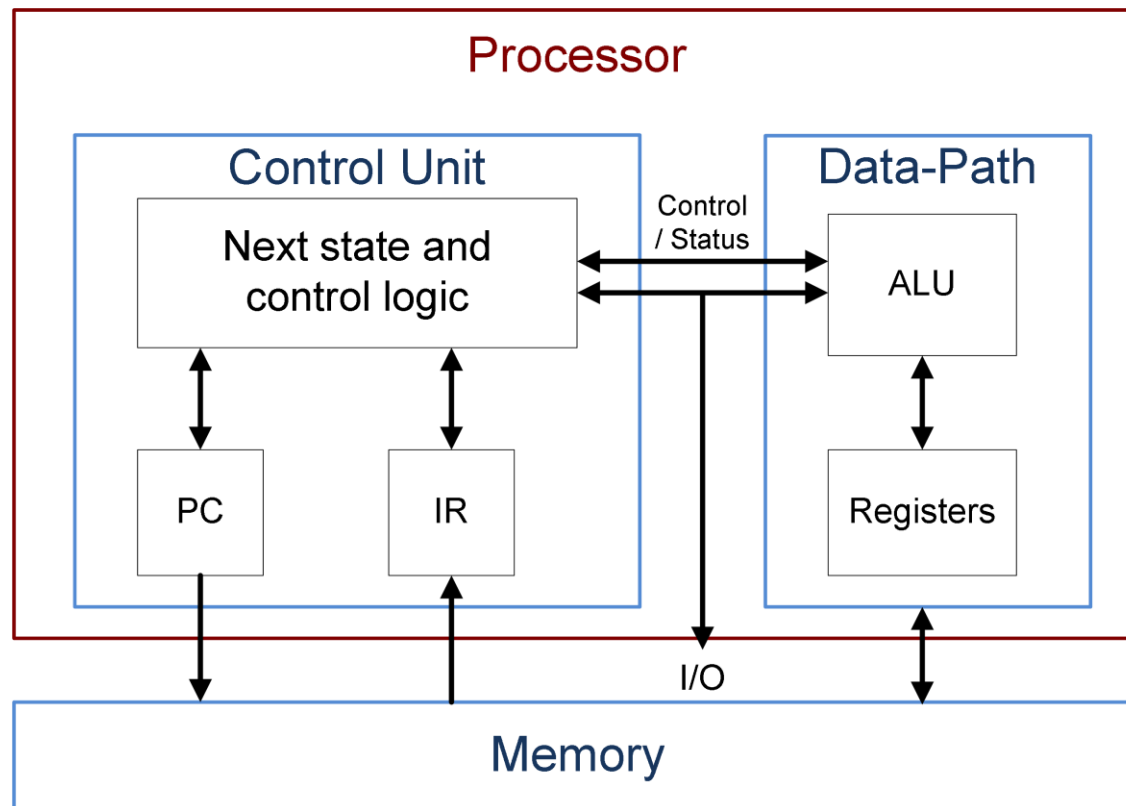 Processor
Control Unit
Data-Path
Control
/ Status
Next state and
control logic
ALU
PC
IR
Registers
I/O
Memory